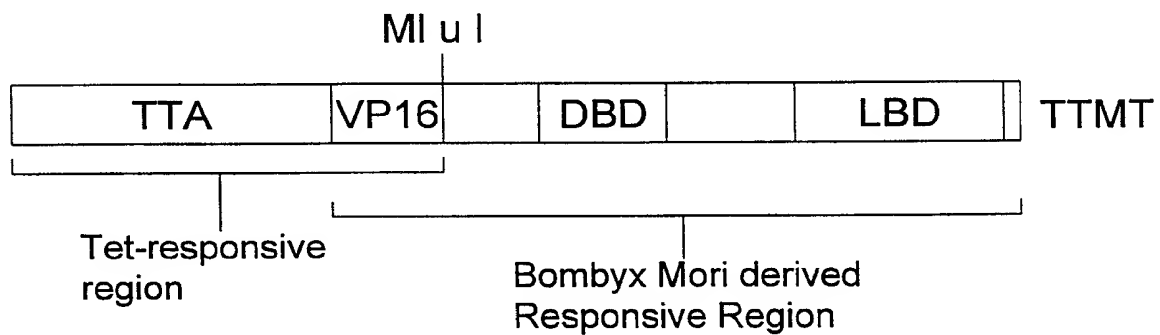 Ml u I
TTA VP16 DBD LBD TTMT
Tet-responsive
region
Bombyx Mori derived
Responsive Region